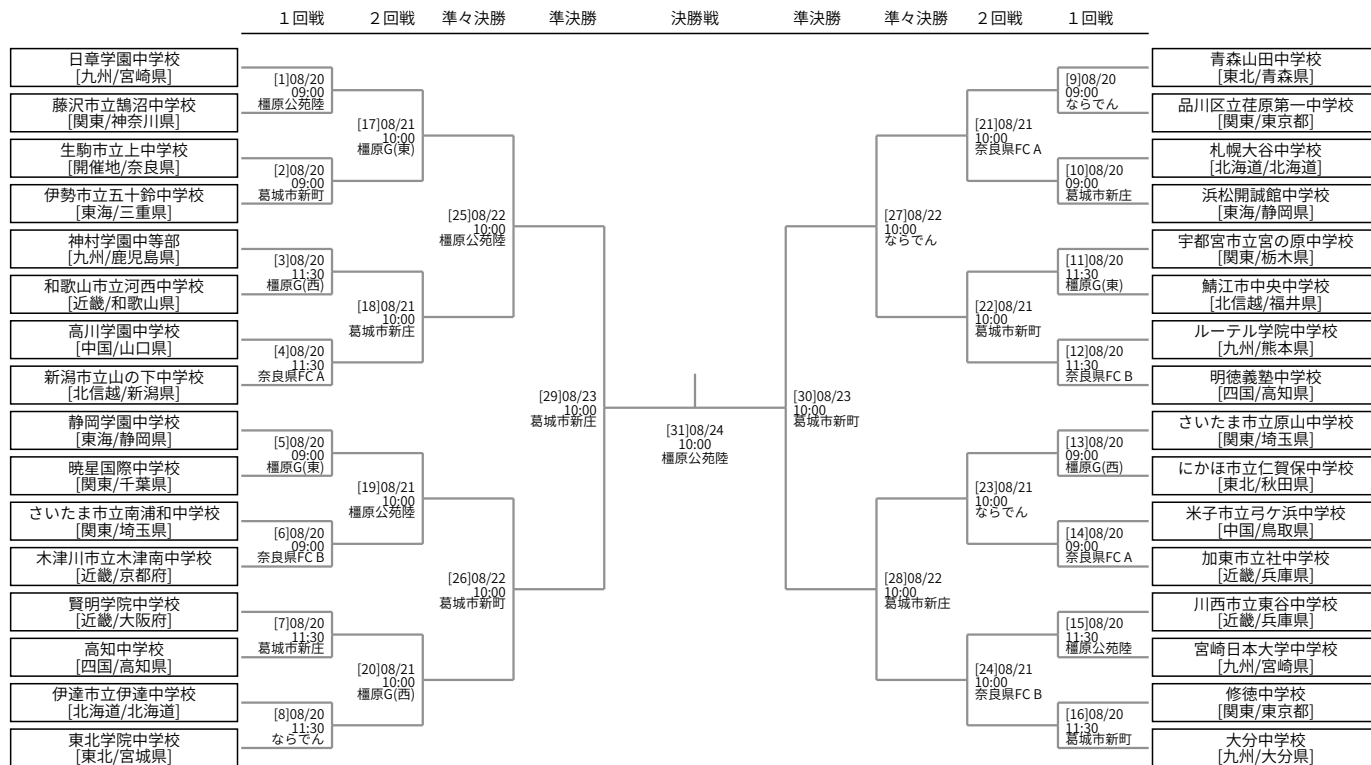 １回戦
２回戦
準々決勝
準決勝
決勝戦
準決勝
準々決勝
２回戦
１回戦
日章学園中学校
[九州/宮崎県]
藤沢市立鵠沼中学校
[関東/神奈川県]
生駒市立上中学校
[開催地/奈良県]
伊勢市立五十鈴中学校
[東海/三重県]
神村学園中等部
[九州/鹿児島県]
和歌山市立河西中学校
[近畿/和歌山県]
高川学園中学校
[中国/山口県]
新潟市立山の下中学校
[北信越/新潟県]
静岡学園中学校
[東海/静岡県]
暁星国際中学校
[関東/千葉県]
さいたま市立南浦和中学校
[関東/埼玉県]
木津川市立木津南中学校
[近畿/京都府]
賢明学院中学校
[近畿/大阪府]
高知中学校
[四国/高知県]
伊達市立伊達中学校
[北海道/北海道]
東北学院中学校
[東北/宮城県]
[1]08/20
09:00
橿原公苑陸
[2]08/20
09:00
葛城市新町
[3]08/20
11:30
橿原G(西)
[4]08/20
11:30
奈良県FC A
[5]08/20
09:00
橿原G(東)
[6]08/20
09:00
奈良県FC B
[7]08/20
11:30
葛城市新庄
[8]08/20
11:30
ならでん
[17]08/21
10:00
橿原G(東)
[18]08/21
10:00
葛城市新庄
[19]08/21
10:00
橿原公苑陸
[20]08/21
10:00
橿原G(西)
[25]08/22
10:00
橿原公苑陸
[26]08/22
10:00
葛城市新町
[29]08/23
10:00
葛城市新庄
[31]08/24
10:00
橿原公苑陸
[30]08/23
10:00
葛城市新町
[27]08/22
10:00
ならでん
[28]08/22
10:00
葛城市新庄
[21]08/21
10:00
奈良県FC A
[22]08/21
10:00
葛城市新町
[23]08/21
10:00
ならでん
[24]08/21
10:00
奈良県FC B
[9]08/20
09:00
ならでん
[10]08/20
09:00
葛城市新庄
[11]08/20
11:30
橿原G(東)
[12]08/20
11:30
奈良県FC B
[13]08/20
09:00
橿原G(西)
[14]08/20
09:00
奈良県FC A
[15]08/20
11:30
橿原公苑陸
[16]08/20
11:30
葛城市新町
青森山田中学校
[東北/青森県]
品川区立荏原第一中学校
[関東/東京都]
札幌大谷中学校
[北海道/北海道]
浜松開誠館中学校
[東海/静岡県]
宇都宮市立宮の原中学校
[関東/栃木県]
鯖江市中央中学校
[北信越/福井県]
ルーテル学院中学校
[九州/熊本県]
明徳義塾中学校
[四国/高知県]
さいたま市立原山中学校
[関東/埼玉県]
にかほ市立仁賀保中学校
[東北/秋田県]
米子市立弓ケ浜中学校
[中国/鳥取県]
加東市立社中学校
[近畿/兵庫県]
川西市立東谷中学校
[近畿/兵庫県]
宮崎日本大学中学校
[九州/宮崎県]
修徳中学校
[関東/東京都]
大分中学校
[九州/大分県]